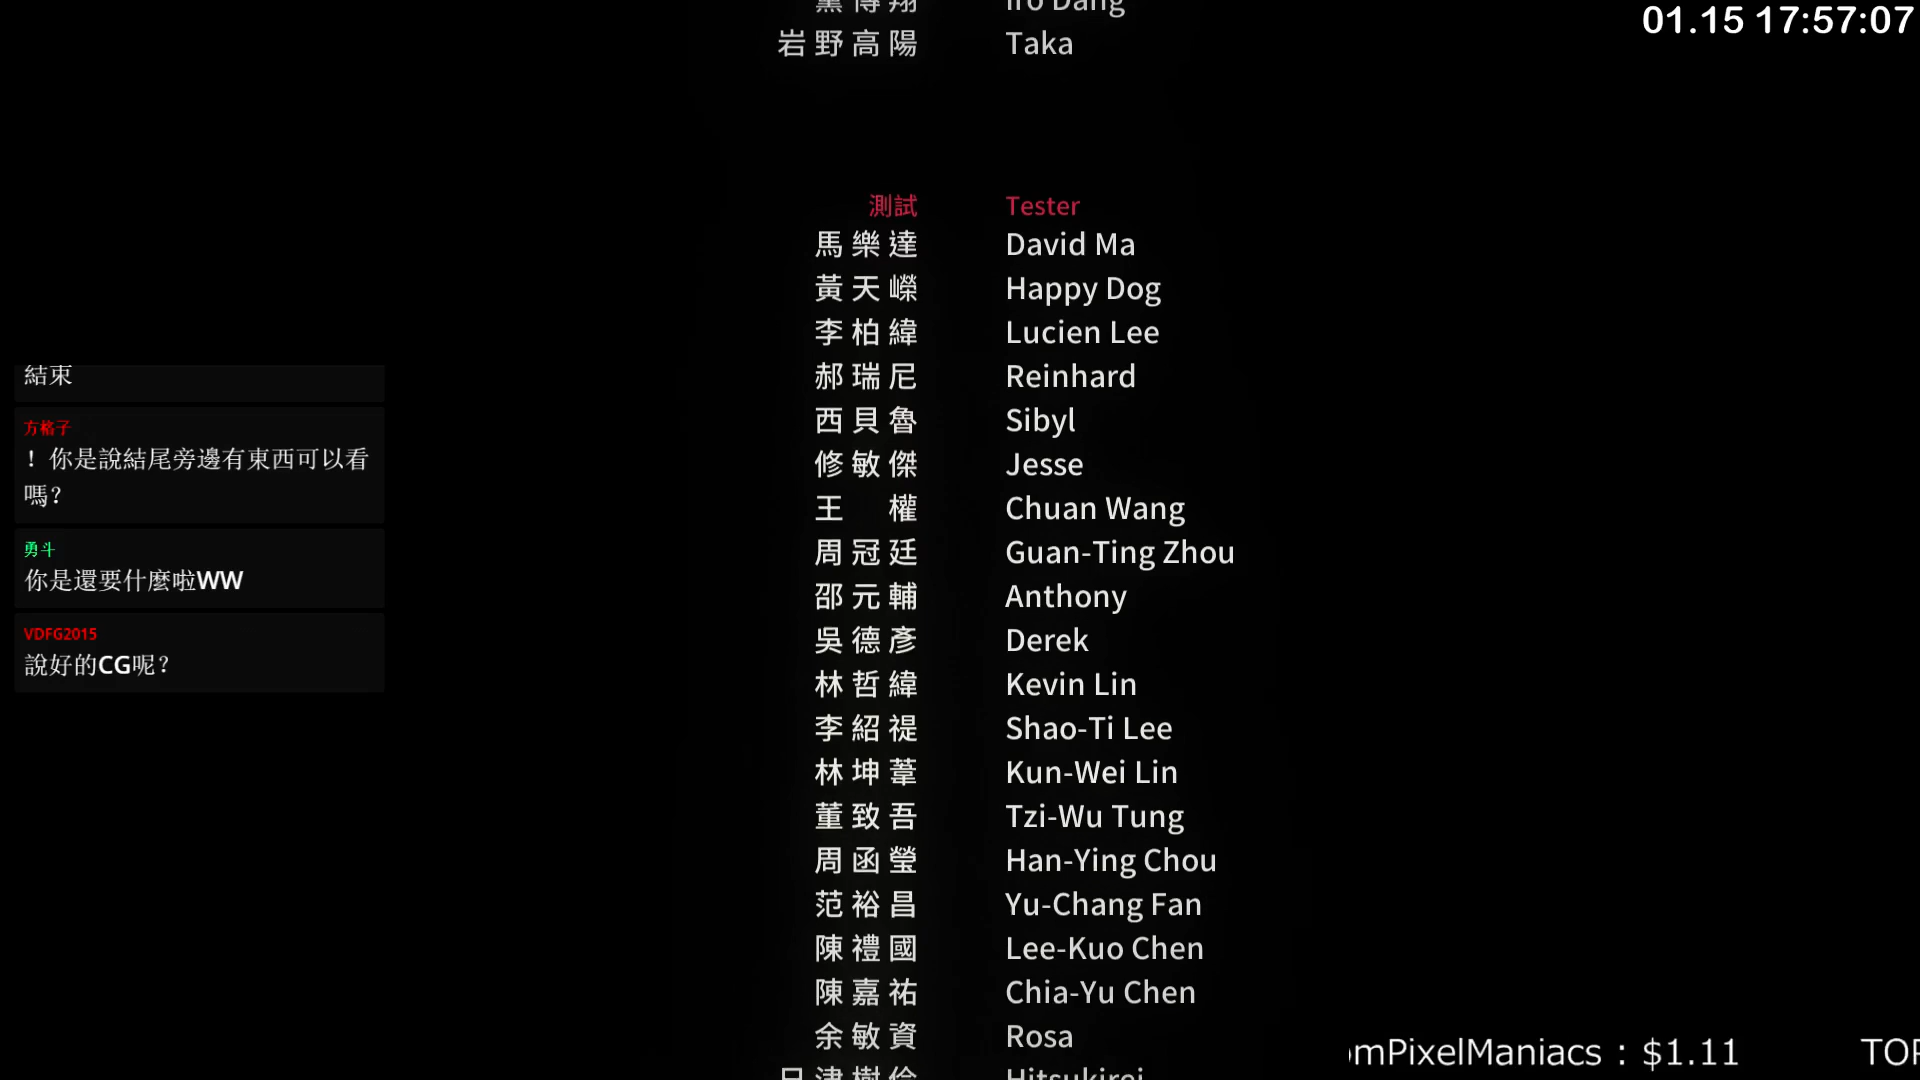 01.15 17:57:07
岩野高陽 Taka
測試 Tester
馬樂達 David Ma
黃天嶸 Happy Dog
李柏緯 Lucien Lee
郝瑞尼 Reinhard
西貝魯 Sibyl
修敏傑 Jesse
王 權 Chuan Wang
周冠廷 Guan-Ting Zhou
邵元輔 Anthony
吳德彥 Derek
林哲緯 Kevin Lin
李紹禔 Shao-Ti Lee
林坤葦 Kun-Wei Lin
董致吾 Tzi-Wu Tung
周函瑩 Han-Ying Chou
范裕昌 Yu-Chang Fan
陳禮國 Lee-Kuo Chen
陳嘉祐 Chia-Yu Chen
余敏資 Rosa
結束
方格子
！你是說結尾旁邊有東西可以看
嗎?
勇斗
你是還要什麼啦WW
VDFG2015
說好的CG呢?
mPixelManiacs : $1.11